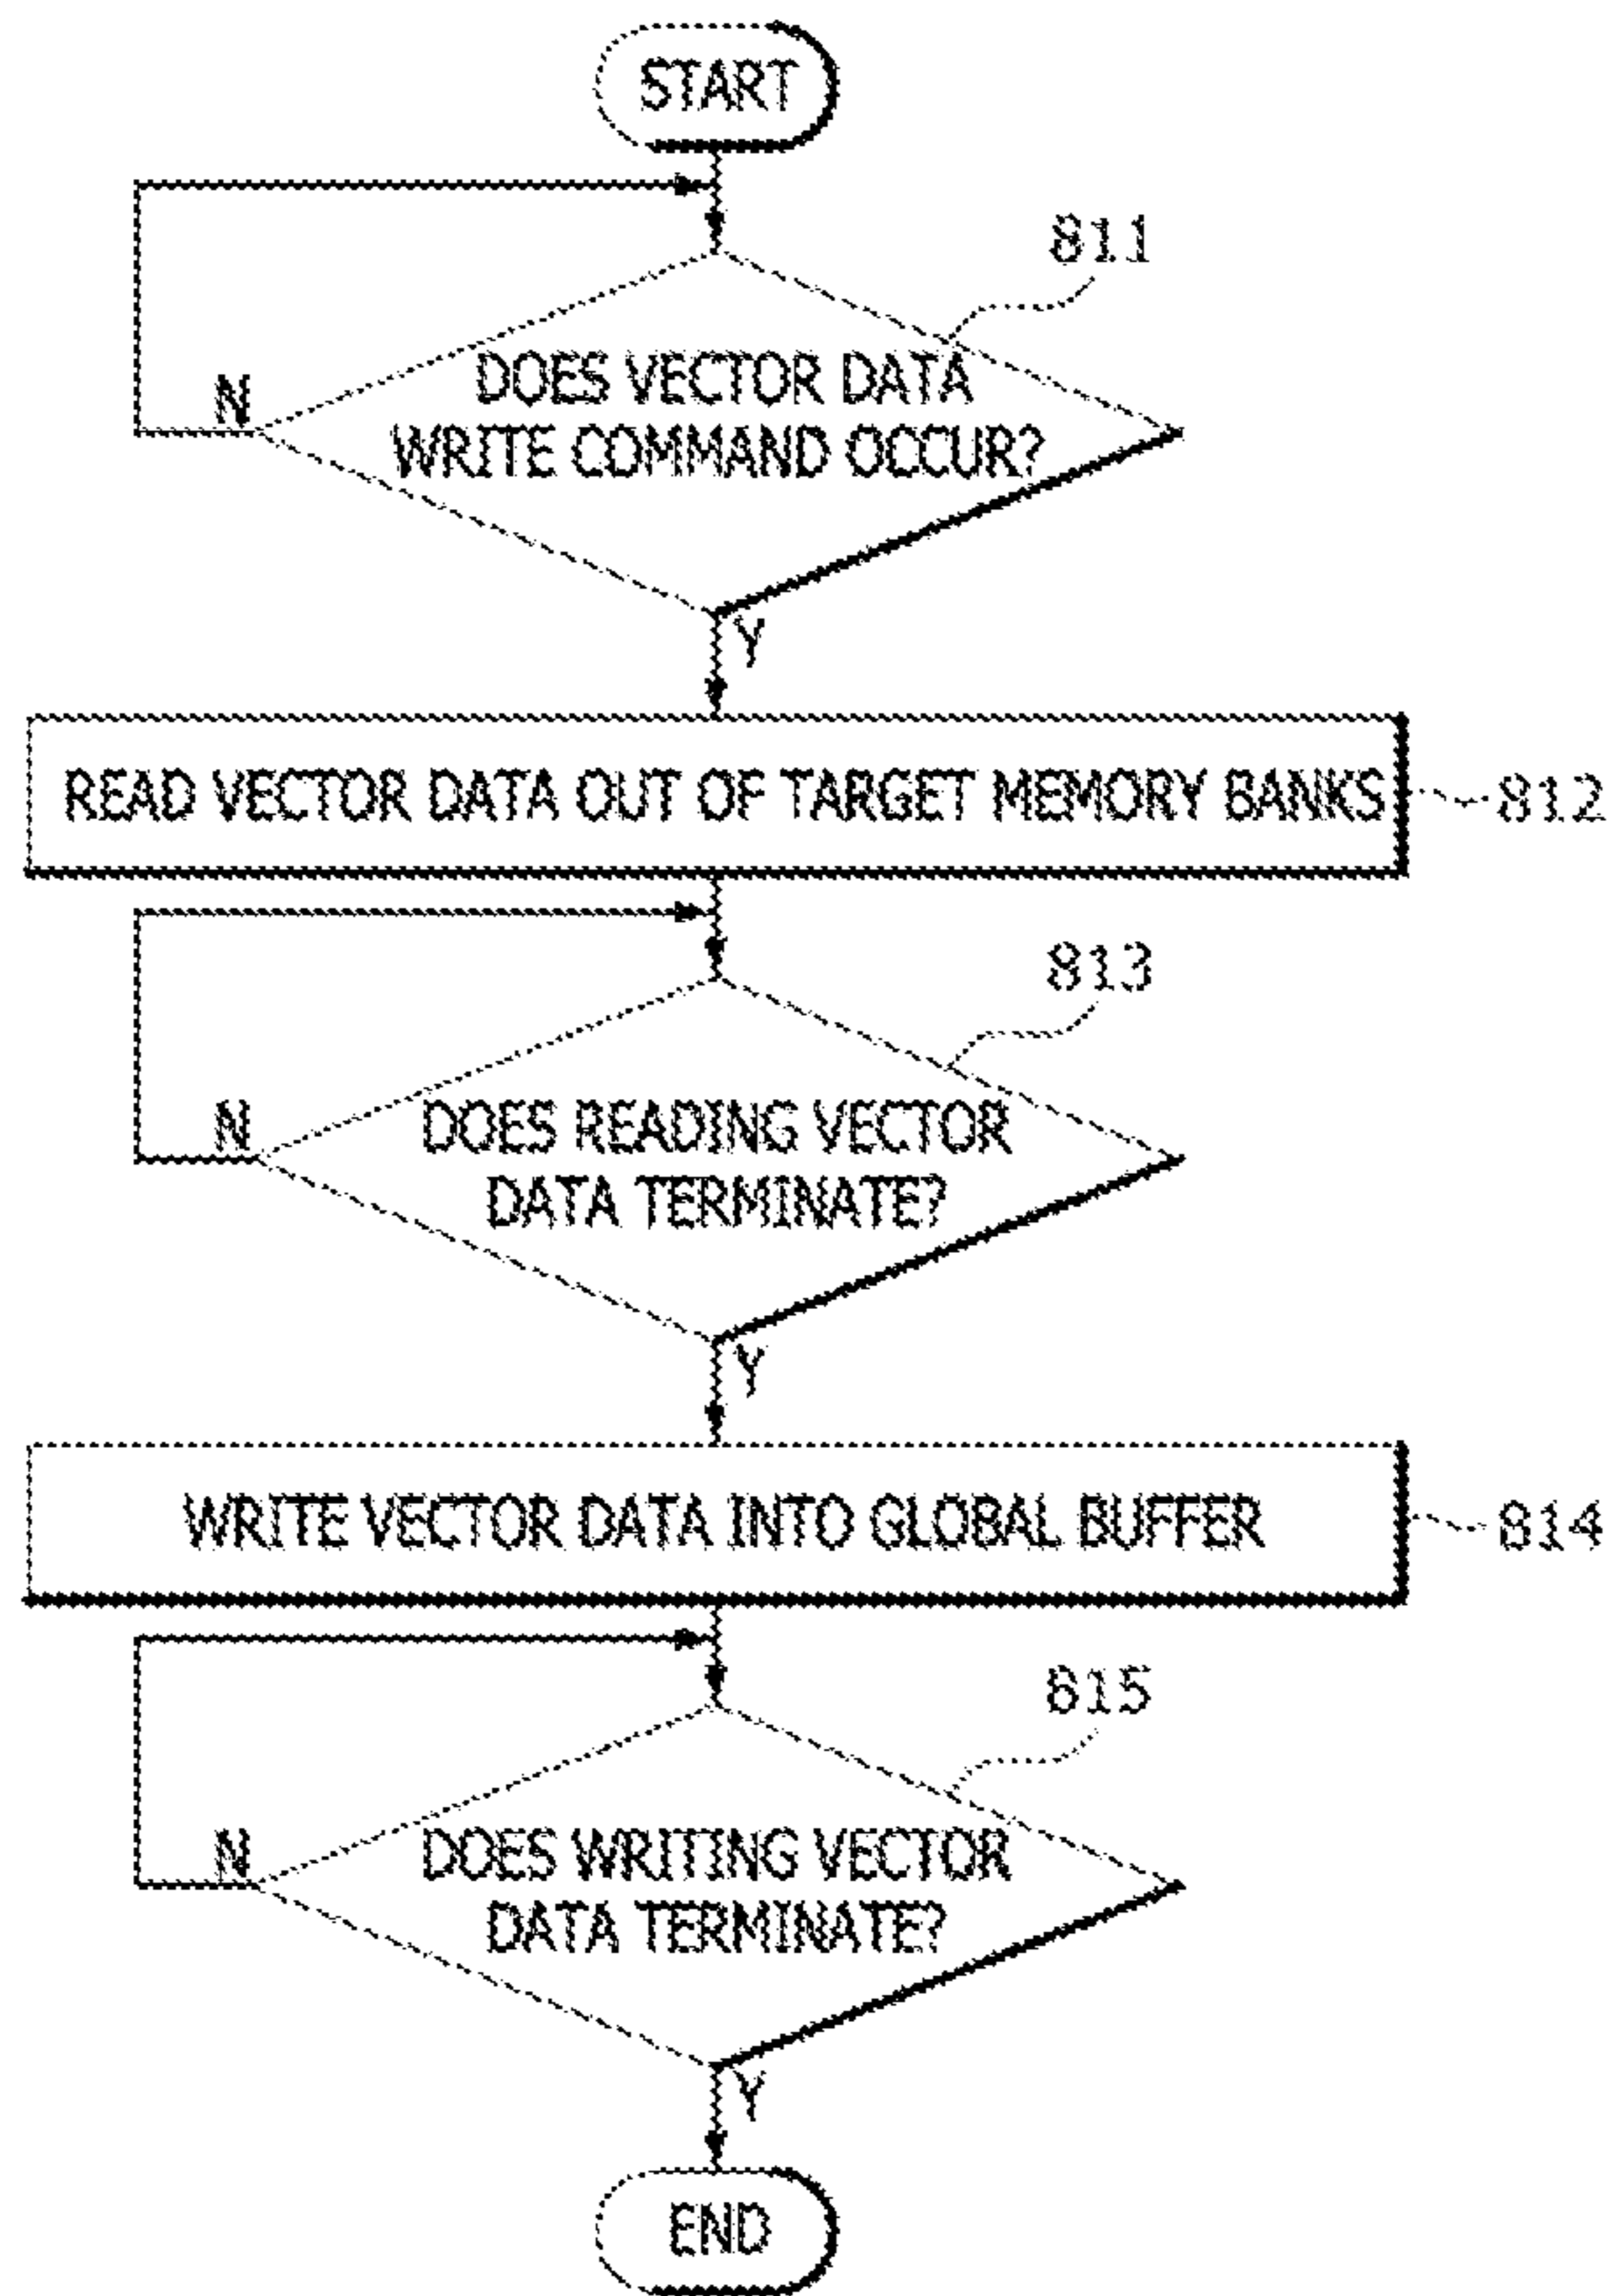 START
811
DOES VECTOR DATA
WRITE COMMAND OCCUR?
N
Y
READ VECTOR DATA OUT OF TARGET MEMORY BANKS
812
813
DOES READING VECTOR
DATA TERMINATE?
N
Y
WRITE VECTOR DATA INTO GLOBAL BUFFER
814
815
DOES WRITING VECTOR
DATA TERMINATE?
N
Y
END